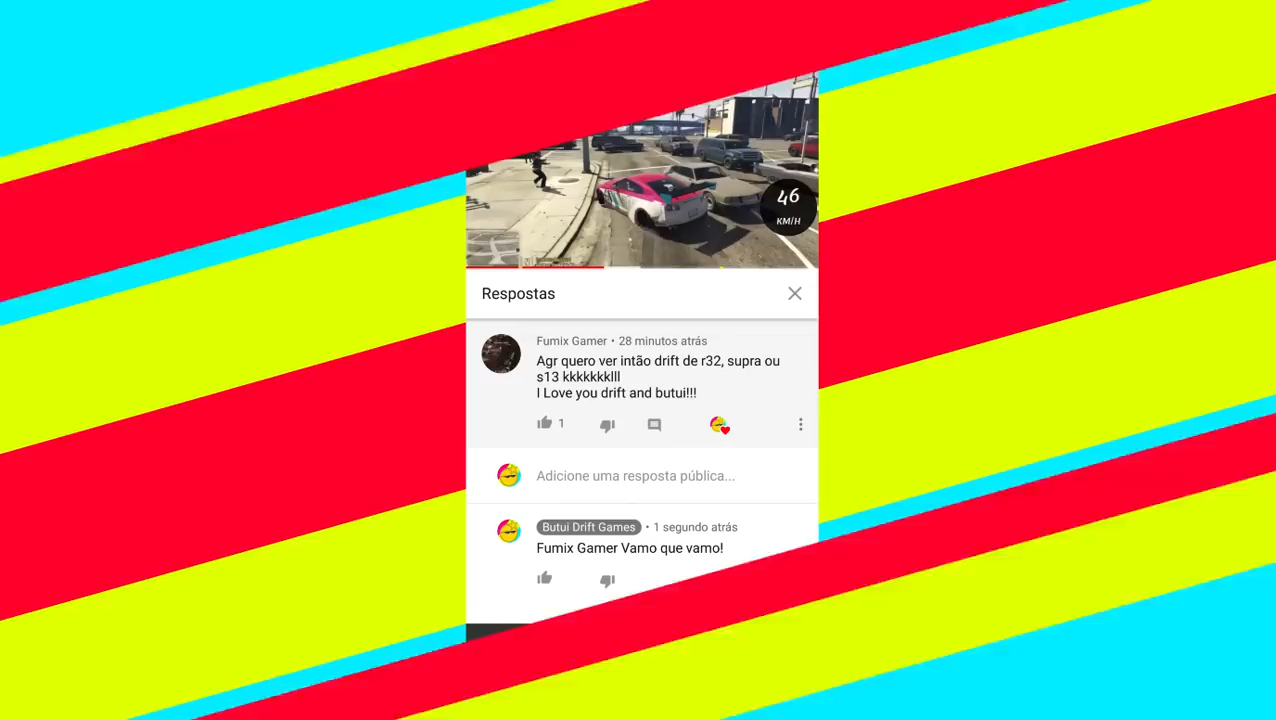 46
KM/H
Respostas
Fumix Gamer • 28 minutos atrás
Agr quero ver intão drift de r32, supra ou
s13 kkkkkkklll
I Love you drift and butui!!!
1
Adicione uma resposta pública...
Butui Drift Games • 1 segundo atrás
Fumix Gamer Vamo que vamo!